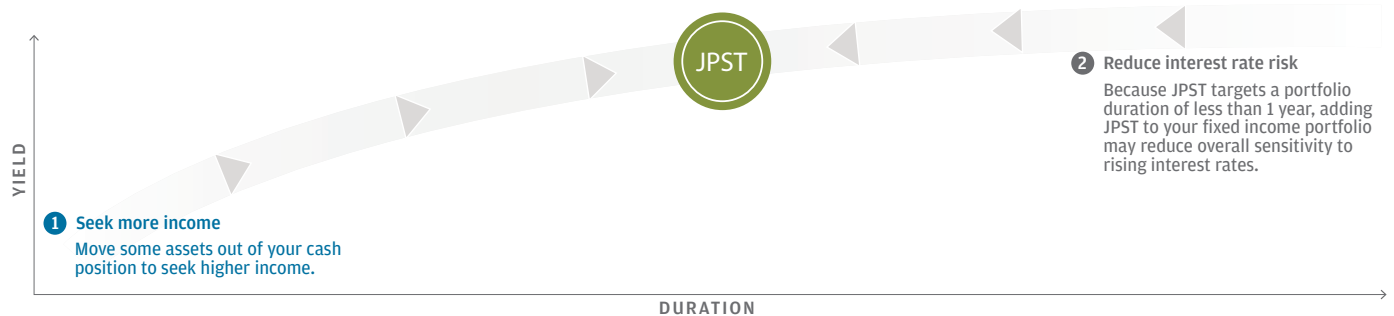 JPST
2 Reduce interest rate risk
Because JPST targets a portfolio
duration of less than 1 year, adding
JPST to your fixed income portfolio
may reduce overall sensitivity to
rising interest rates.
YIELD
1 Seek more income
Move some assets out of your cash
position to seek higher income.
DURATION